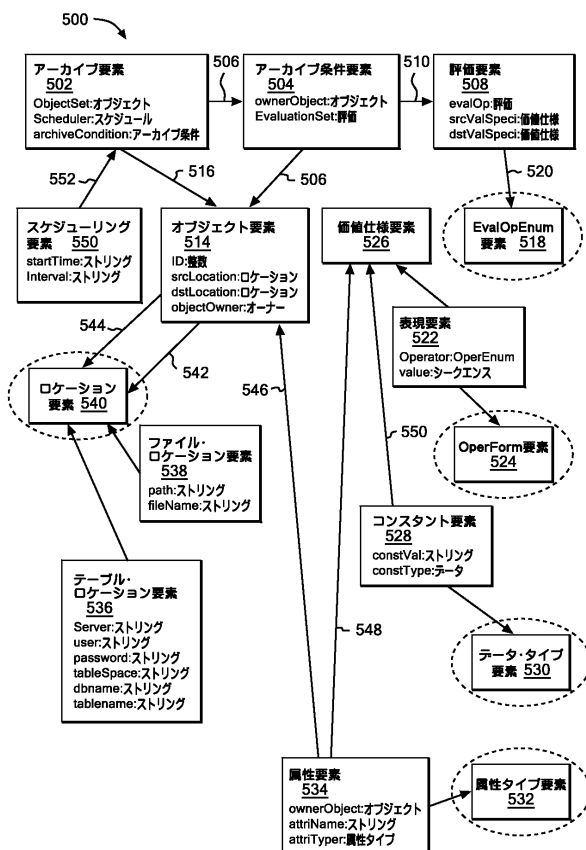 500
アーカイブ要素
502
ObjectSet:オブジェクト
Scheduler:スケジュール
archiveCondition:アーカイブ条件
506
アーカイブ条件要素
504
ownerObject:オブジェクト
EvaluationSet:評価
510
評価要素
508
evalOp:評価
srcValSpeci:価値仕様
dstValSpeci:価値仕様
552
516
506
520
スケジューリング
要素
550
startTime:ストリング
Interval:ストリング
オブジェクト要素
514
ID:整数
srcLocation:ロケーション
dstLocation:ロケーション
objectOwner:オーナー
価値仕様要素
526
EvalOpEnum
要素 518
544
542
546
表現要素
522
Operator:OperEnum
value:シークエンス
ロケーション
要素 540
ファイル・
ロケーション要素
538
path:ストリング
fileName:ストリング
550
OperForm要素
524
コンスタント要素
528
constVal:ストリング
constType:データ
テーブル・
ロケーション要素
536
Server:ストリング
user:ストリング
password:ストリング
tableSpace:ストリング
dbname:ストリング
tablename:ストリング
548
データ・タイプ
要素 530
属性要素
534
ownerObject:オブジェクト
attriName:ストリング
attriTyper:属性タイプ
属性タイプ要素
532